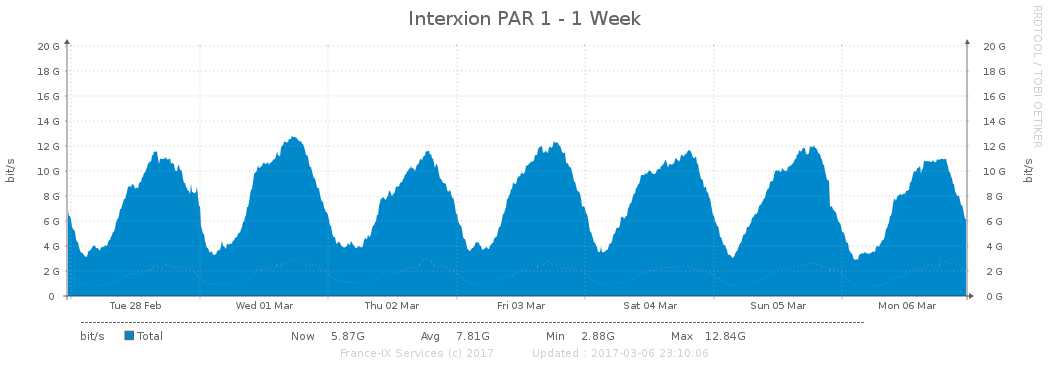 Interxion PAR 1 - 1 Week
RRDTOOL / TOBI OETIKER
20 G 20 G
18 G 18 G
16 G 16 G
14 G 14 G
12 G 12 G
10 G 10 G
8 G 8 G
6 G 6 G
4 G 4 G
2 G 2 G
0 0 G
bit/s bit/s
Tue 28 Feb Wed 01 Mar Thu 02 Mar Fri 03 Mar Sat 04 Mar Sun 05 Mar Mon 06 Mar
bit/s Total Now 5.87G Avg 7.81G Min 2.88G Max 12.84G
France-IX Services (c) 2017 Updated : 2017-03-06 23:10:06